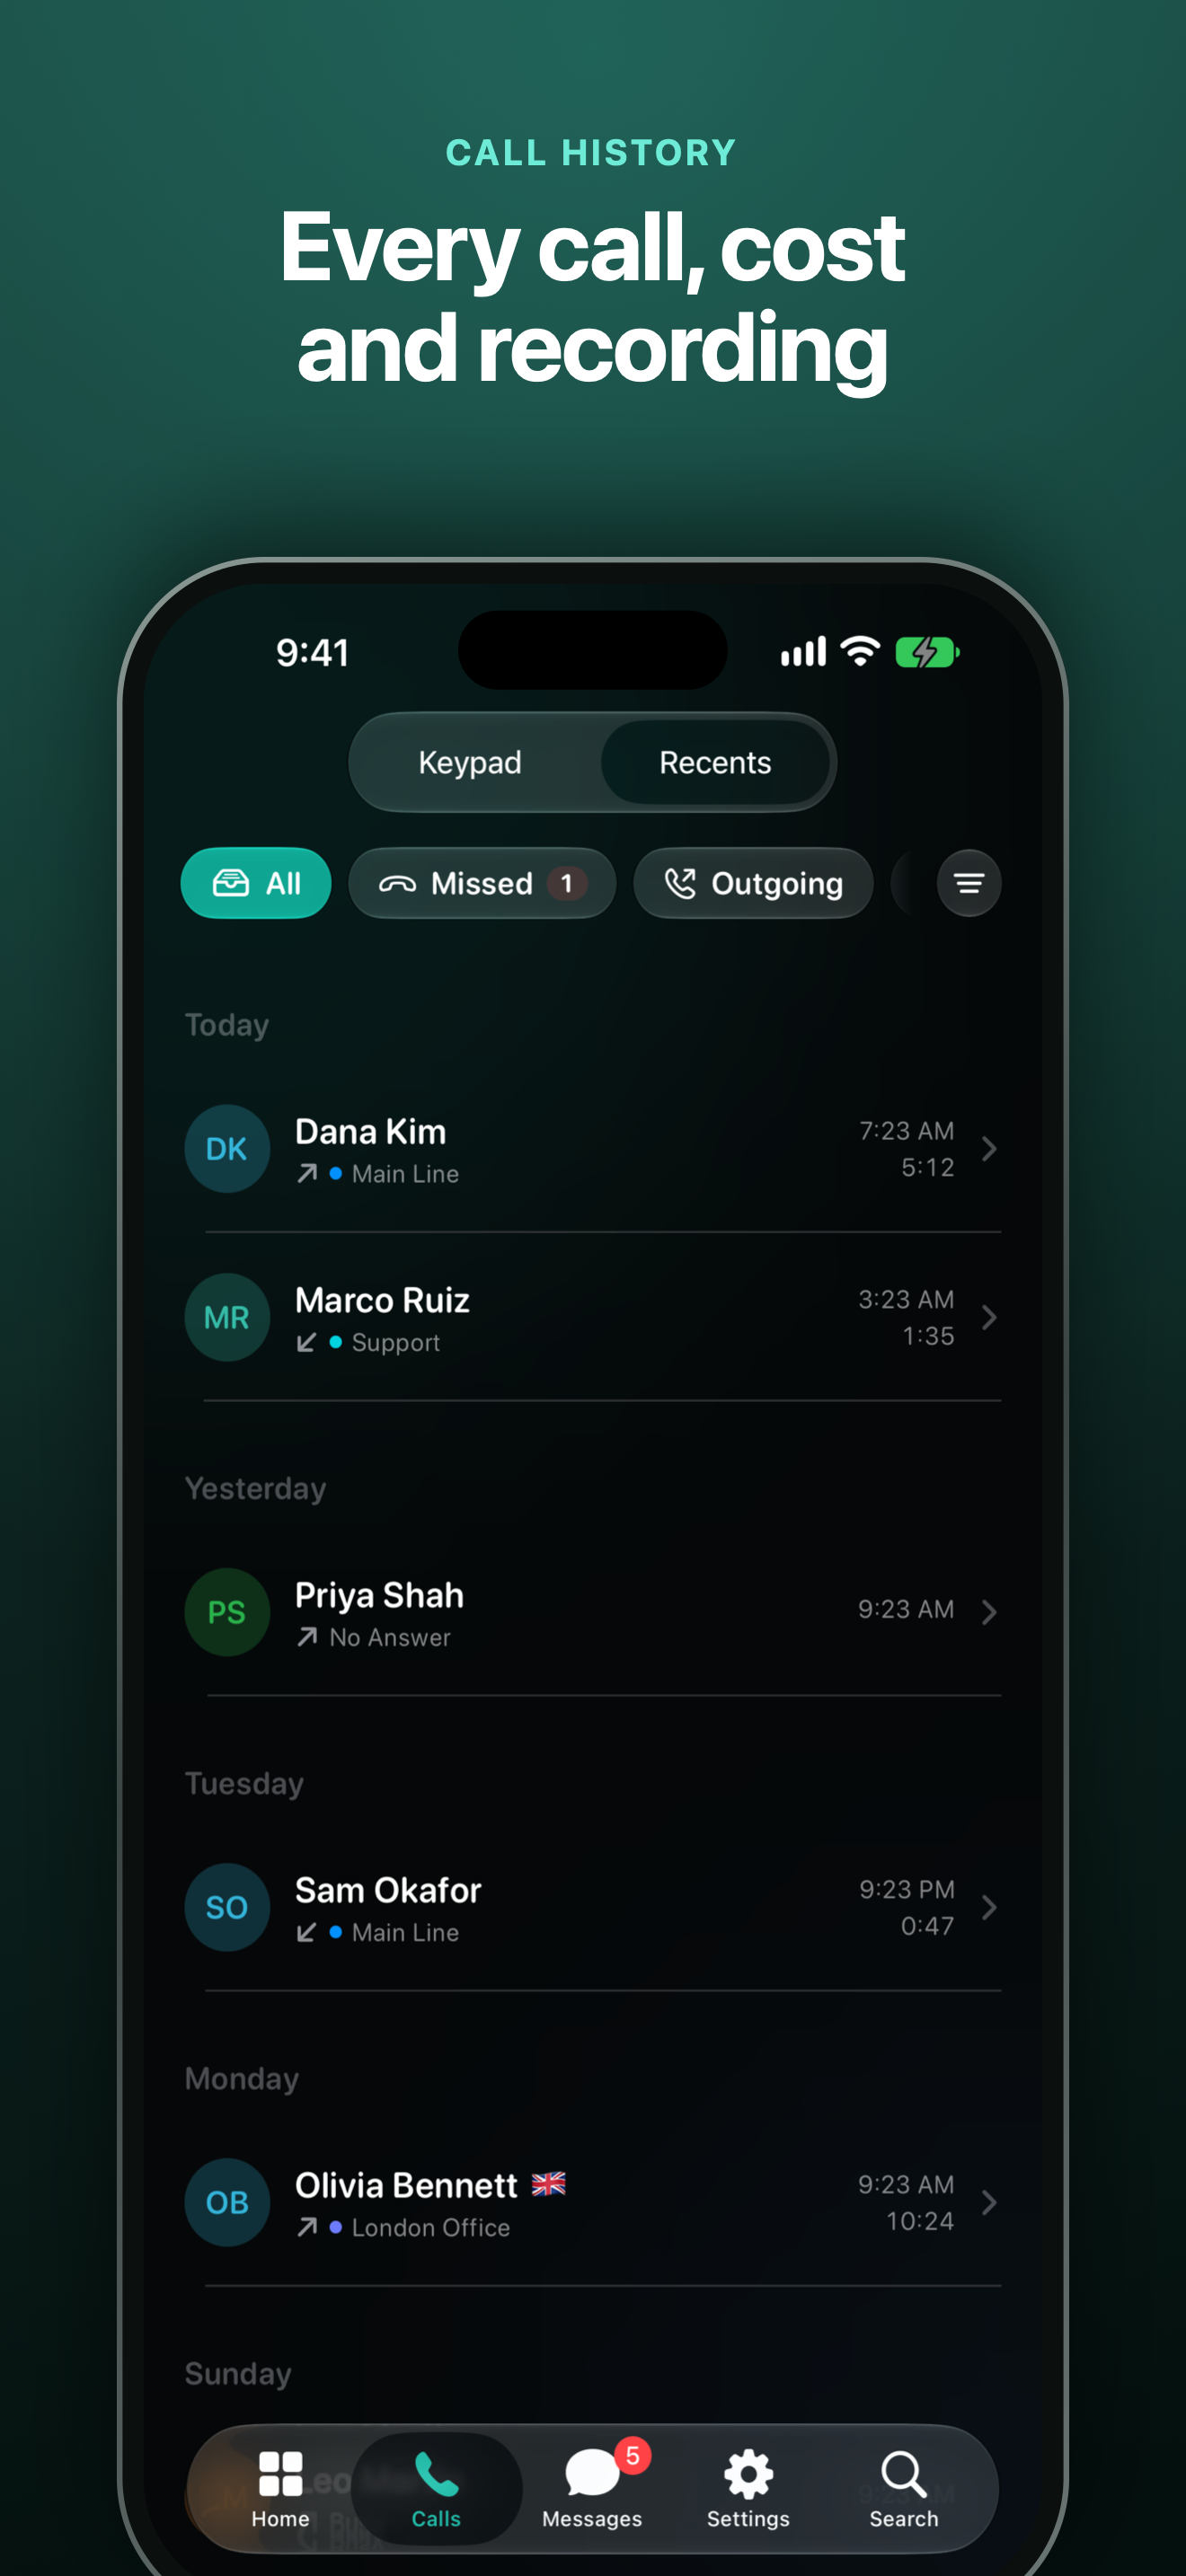 CALL HISTORY
Every call, cost
and recording
9:41
Keypad
Recents
All
Missed 1
Outgoing
Today
DK
Dana Kim
Main Line
7:23 AM
5:12
MR
Marco Ruiz
Support
3:23 AM
1:35
Yesterday
PS
Priya Shah
No Answer
9:23 AM
Tuesday
SO
Sam Okafor
Main Line
9:23 PM
0:47
Monday
OB
Olivia Bennett 🇬🇧
London Office
9:23 AM
10:24
Sunday
Leo
5
Home
Calls
Messages
Settings
Search